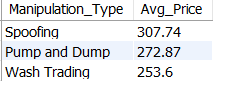 Manipulation_Type Avg_Price
Spoofing 307.74
Pump and Dump 272.87
Wash Trading 253.6